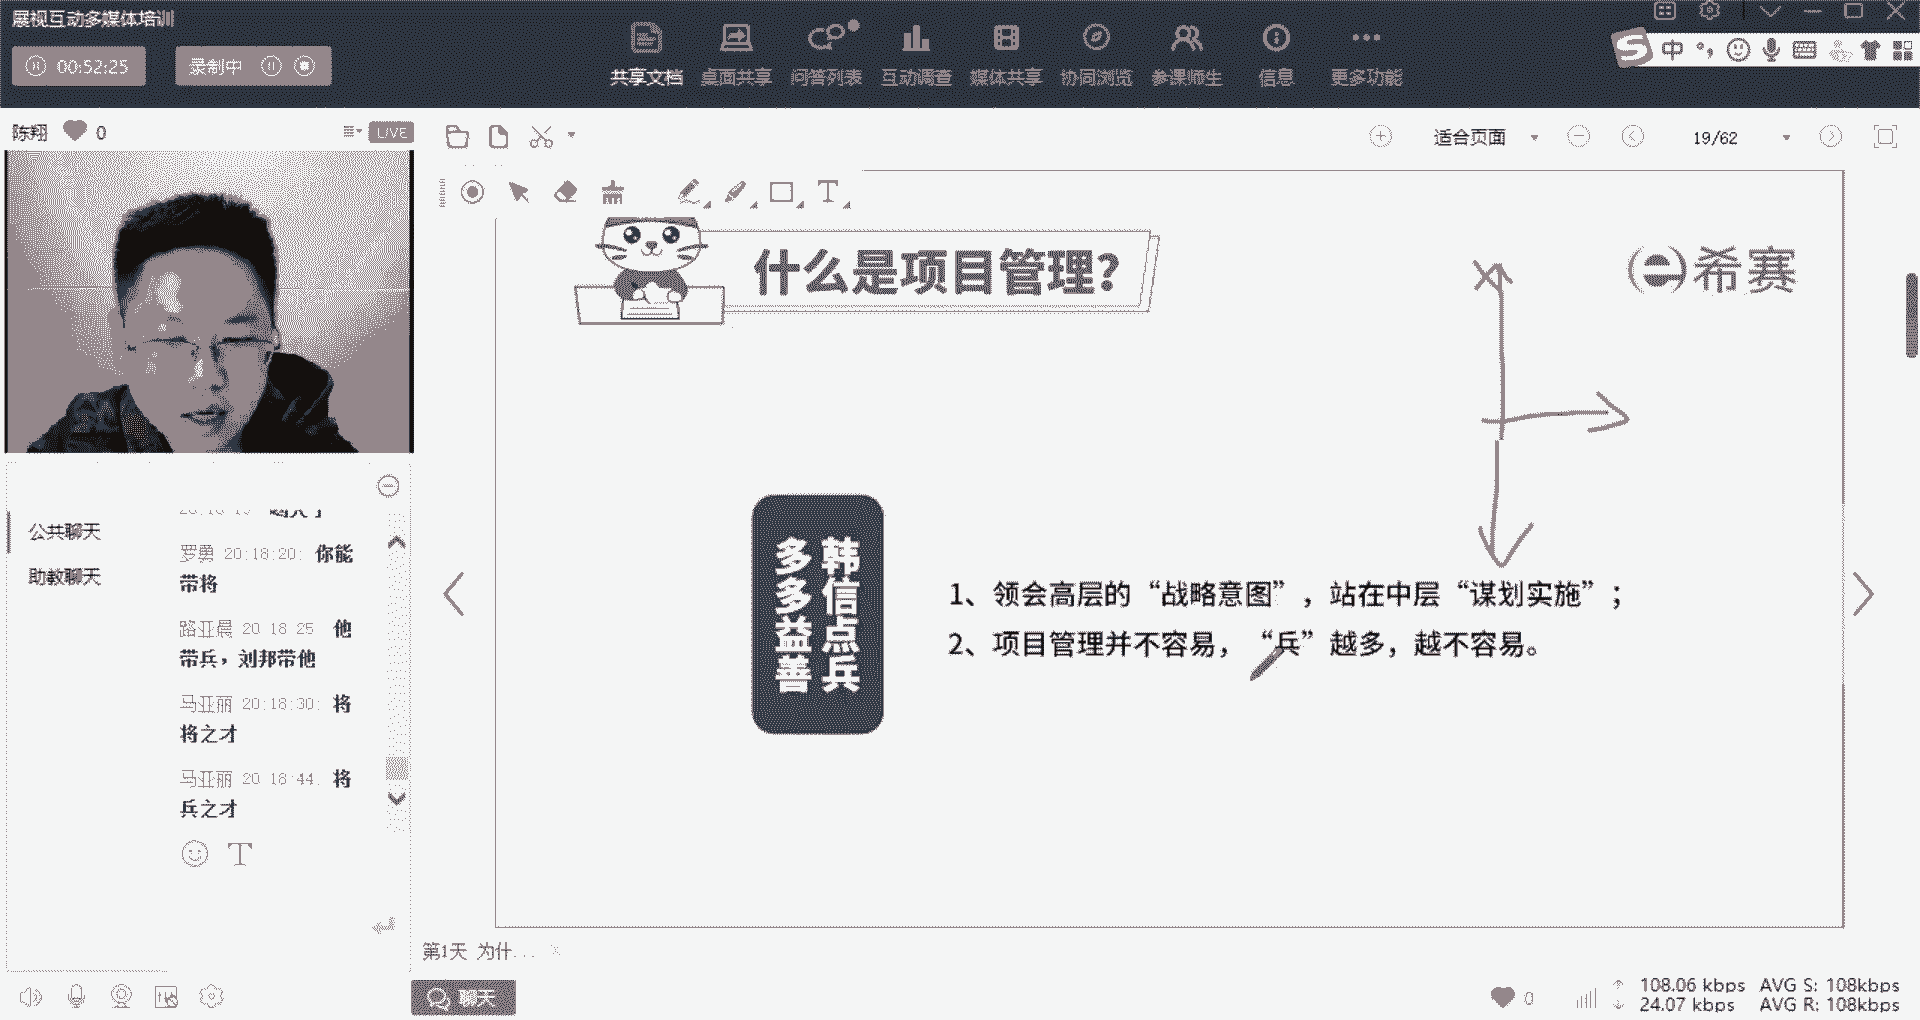 展视互动多媒体培训
00:52:25
录制中
共享文档
桌面共享
问答列表
互动调查
媒体共享
协同浏览
参课师生
信息
更多功能
中
陈翔
0
LIVE
适合页面
19/62
什么是项目管理?
希赛
公共聊天
助教聊天
罗勇 20:18:20: 你能
带将
路亚晨 20:18:25: 他
带兵，刘邦带他
马亚丽 20:18:30: 将
将之才
马亚丽 20:18:44: 将
兵之才
韩信点兵
多多益善
1、领会高层的“战略意图”，站在中层“谋划实施”；
2、项目管理并不容易，“兵”越多，越不容易。
第1天 为什...
聊天
0
108.06 kbps AVG S: 108kbps
24.07 kbps AVG R: 108kbps